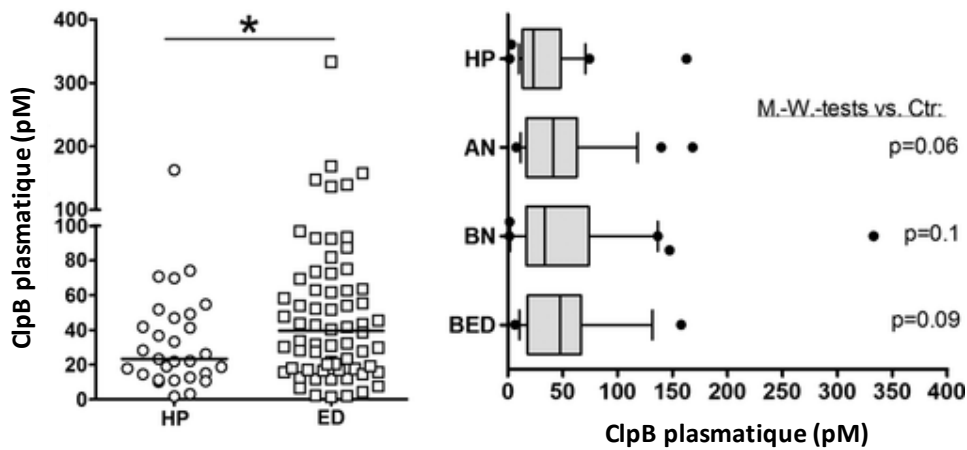 ClpB plasmatique (pM)
400
300
200
100
100
80
60
40
20
0
*
HP
ED
HP
AN
BN
BED
M.-W.-tests vs. Ctr:
p=0.06
p=0.1
p=0.09
0
50
100
150
200
250
300
350
400
ClpB plasmatique (pM)